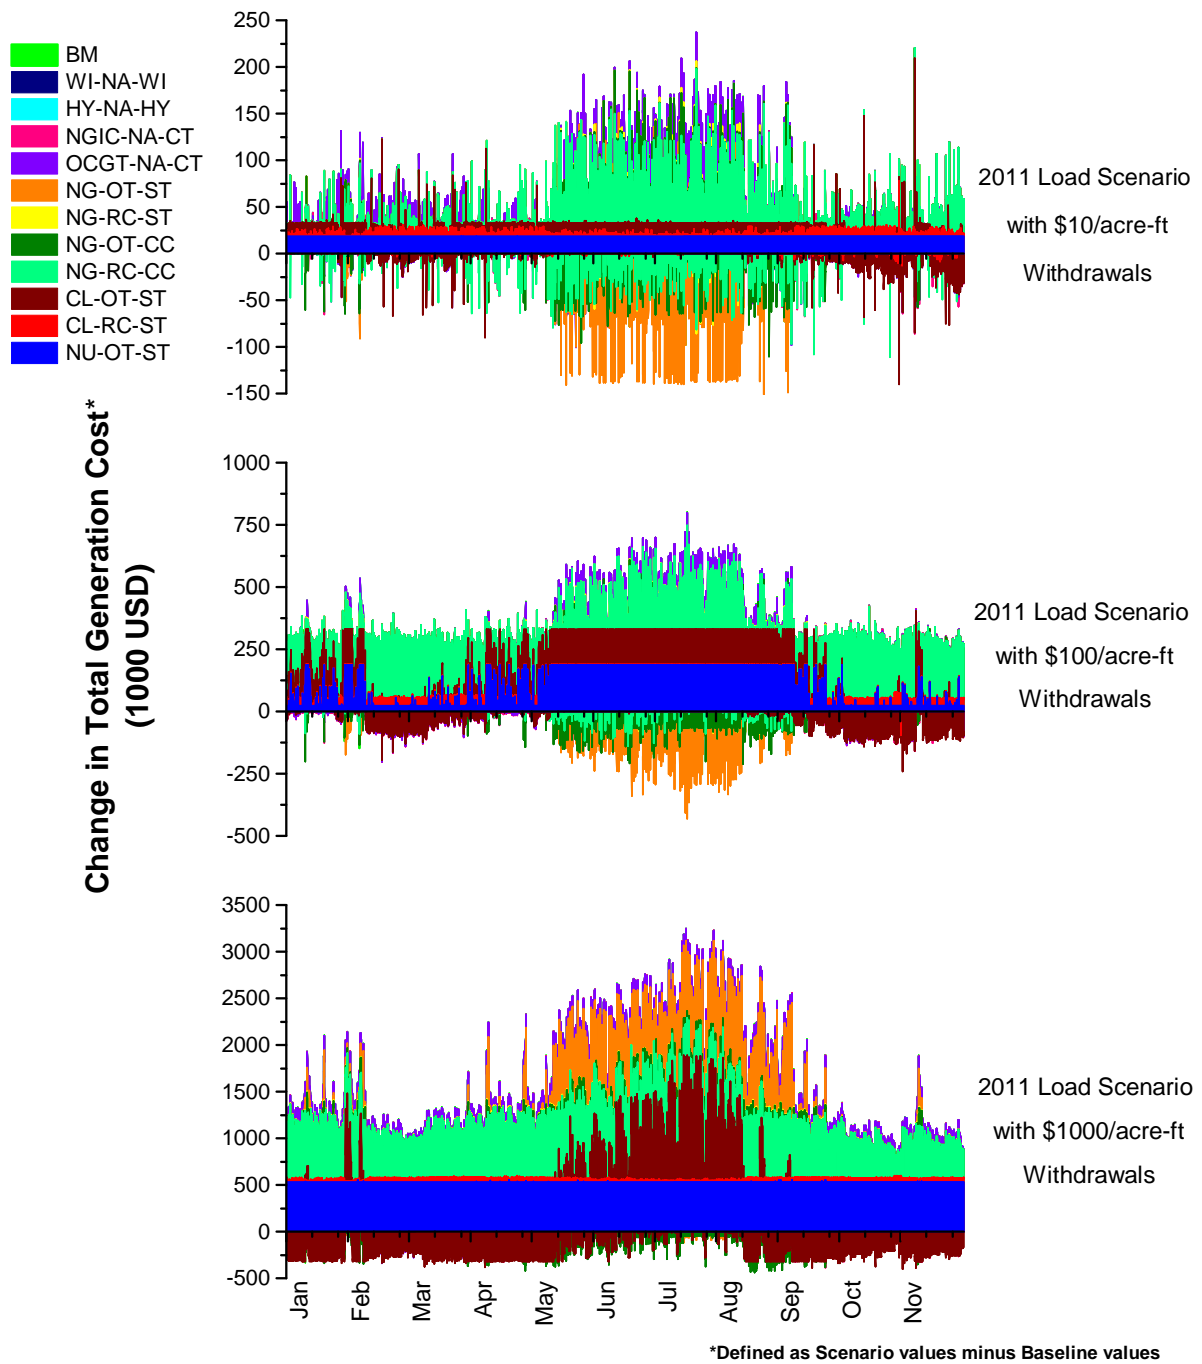 BM
WI-NA-WI
HY-NA-HY
NGIC-NA-CT
OCGT-NA-CT
NG-OT-ST
NG-RC-ST
NG-OT-CC
NG-RC-CC
CL-OT-ST
CL-RC-ST
NU-OT-ST
Change in Total Generation Cost*
(1000 USD)
250
200
150
100
50
0
-50
-100
-150
2011 Load Scenario
with $10/acre-ft
Withdrawals
1000
750
500
250
0
-250
-500
2011 Load Scenario
with $100/acre-ft
Withdrawals
3500
3000
2500
2000
1500
1000
500
0
-500
2011 Load Scenario
with $1000/acre-ft
Withdrawals
Jan
Feb
Mar
Apr
May
Jun
Jul
Aug
Sep
Oct
Nov
*Defined as Scenario values minus Baseline values